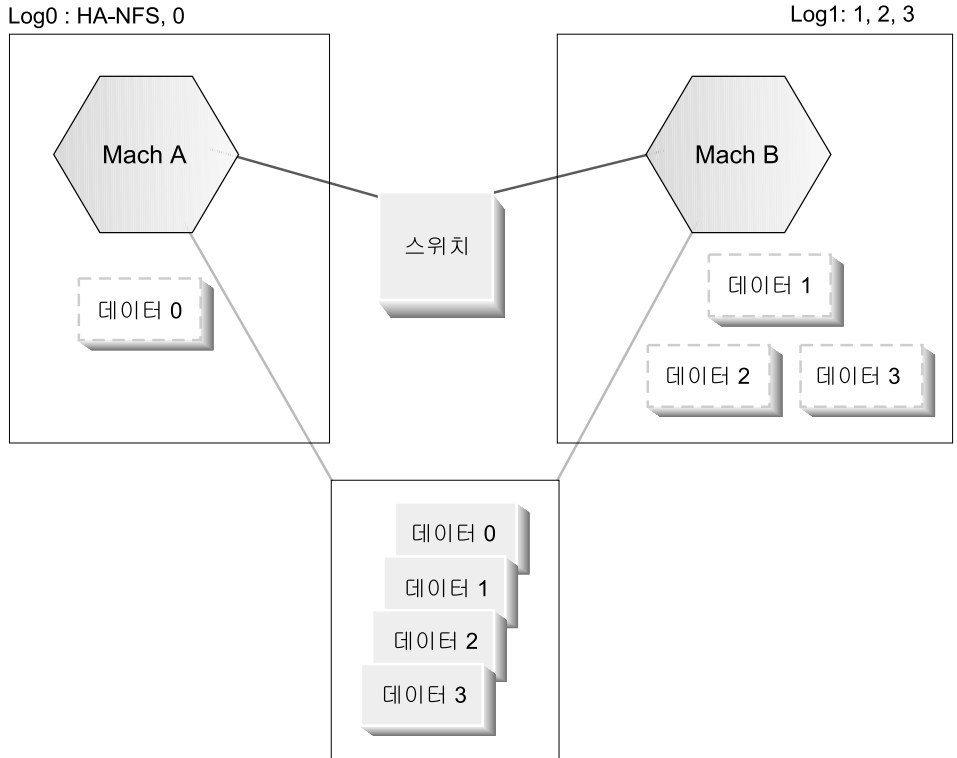 Log0 : HA-NFS, 0
Log1: 1, 2, 3
Mach A
Mach B
스위치
데이터 0
데이터 1
데이터 2
데이터 3
데이터 0
데이터 1
데이터 2
데이터 3